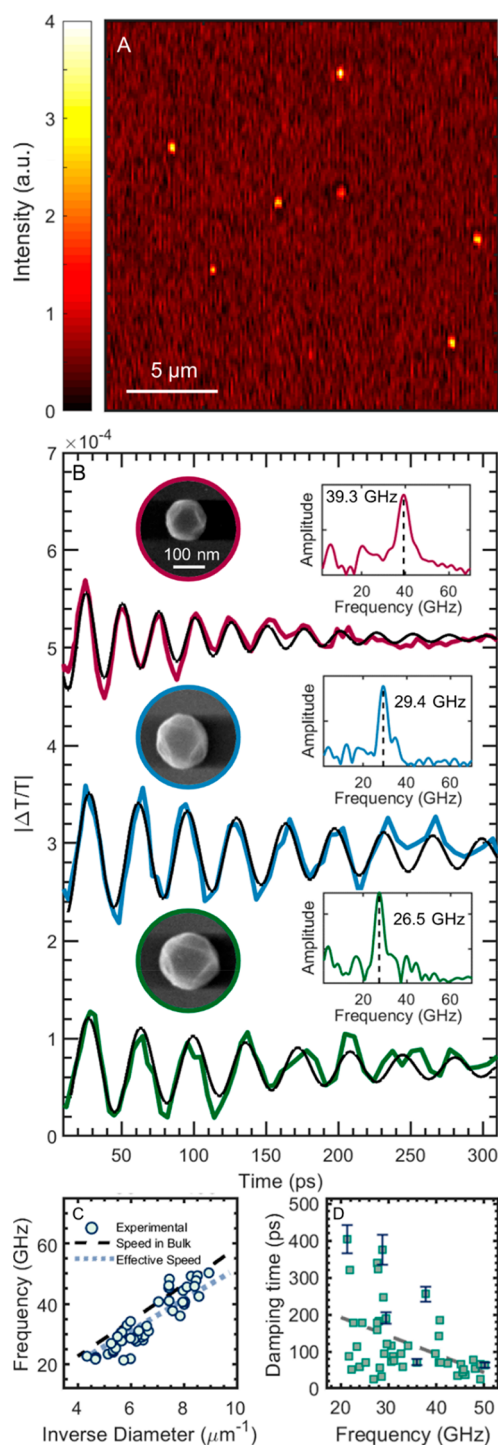 4
A
3
Intensity (a.u.)
2
1
0
5 μm
×10⁻⁴
7
B
39.3 GHz
Amplitude
100 nm
20 40 60
Frequency (GHz)
6
5
29.4 GHz
Amplitude
20 40 60
Frequency (GHz)
4
|ΔT/T|
3
26.5 GHz
Amplitude
20 40 60
Frequency (GHz)
2
1
0
50 100 150 200 250 300
Time (ps)
C
Experimental
Speed in Bulk
Effective Speed
Frequency (GHz)
80
60
40
20
4 6 8 10
Inverse Diameter (μm⁻¹)
D
Damping time (ps)
500
400
300
200
100
0
20 30 40 50
Frequency (GHz)